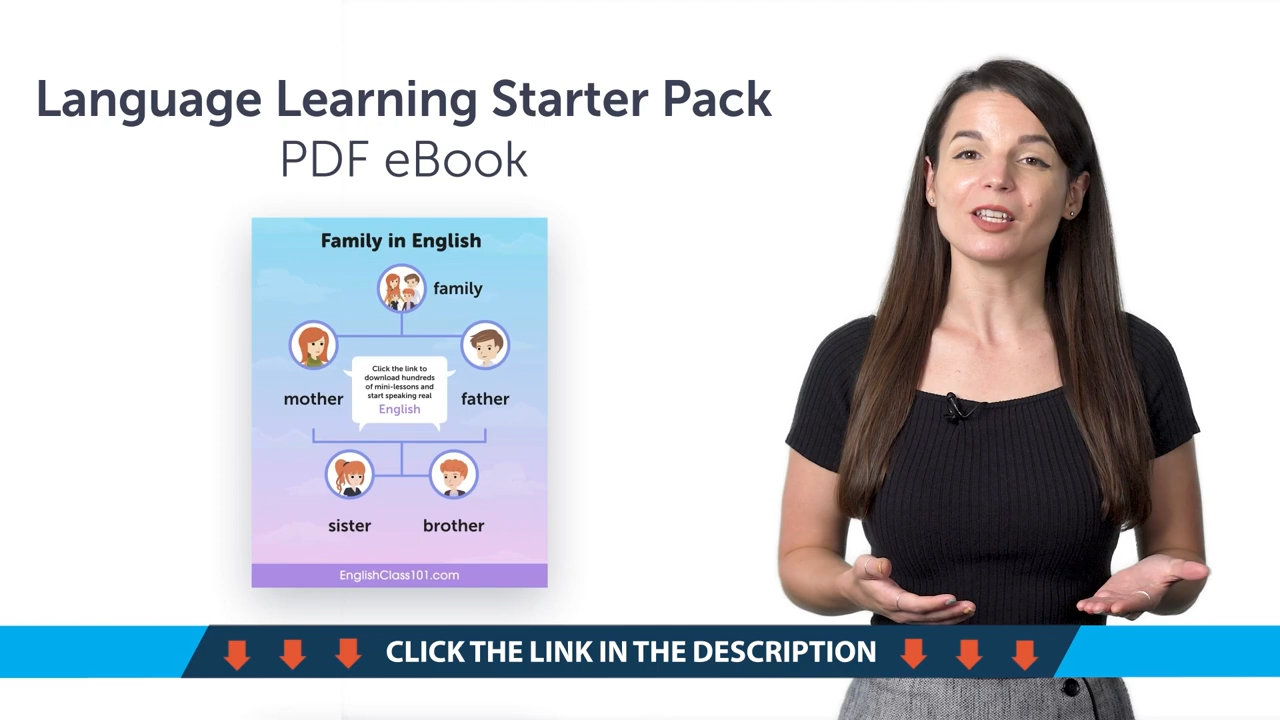 Language Learning Starter Pack
PDF eBook
Family in English
family
mother
father
Click the link to
download hundreds
of mini-lessons and
start speaking real
English
sister
brother
EnglishClass101.com
CLICK THE LINK IN THE DESCRIPTION